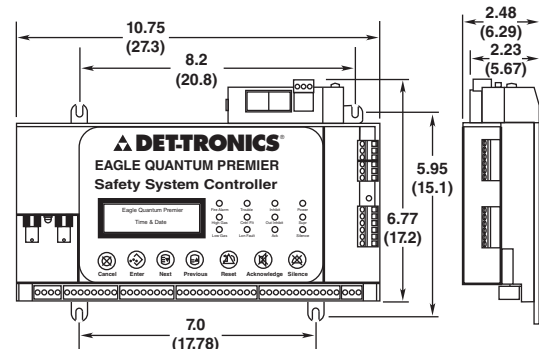 10.75
(27.3)
8.2
(20.8)
2.48
(6.29)
2.23
(5.67)
DET-TRONICS®
EAGLE QUANTUM PREMIER
Safety System Controller
Eagle Quantum Premier
Time & Date
Fire Alarm Trouble Inhibit Power
High Gas Cntrl Flt Out Inhibit Supr
Low Gas Lon Fault Ack Silence
Cancel Enter Next Previous Reset Acknowledge Silence
5.95
(15.1)
6.77
(17.2)
7.0
(17.78)